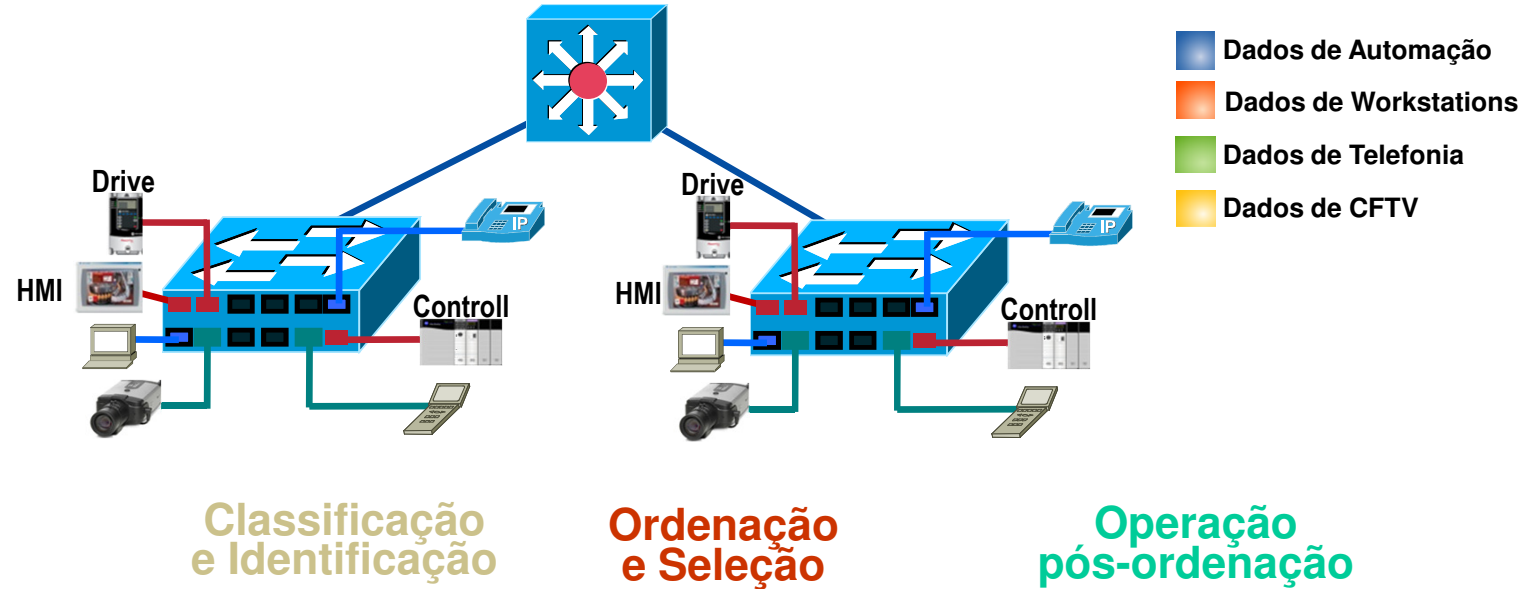 Dados de Automação
Dados de Workstations
Dados de Telefonia
Dados de CFTV
Drive
IP
HMI
Controll
Drive
IP
HMI
Controll
Classificação
e Identificação
Ordenação
e Seleção
Operação
pós-ordenação